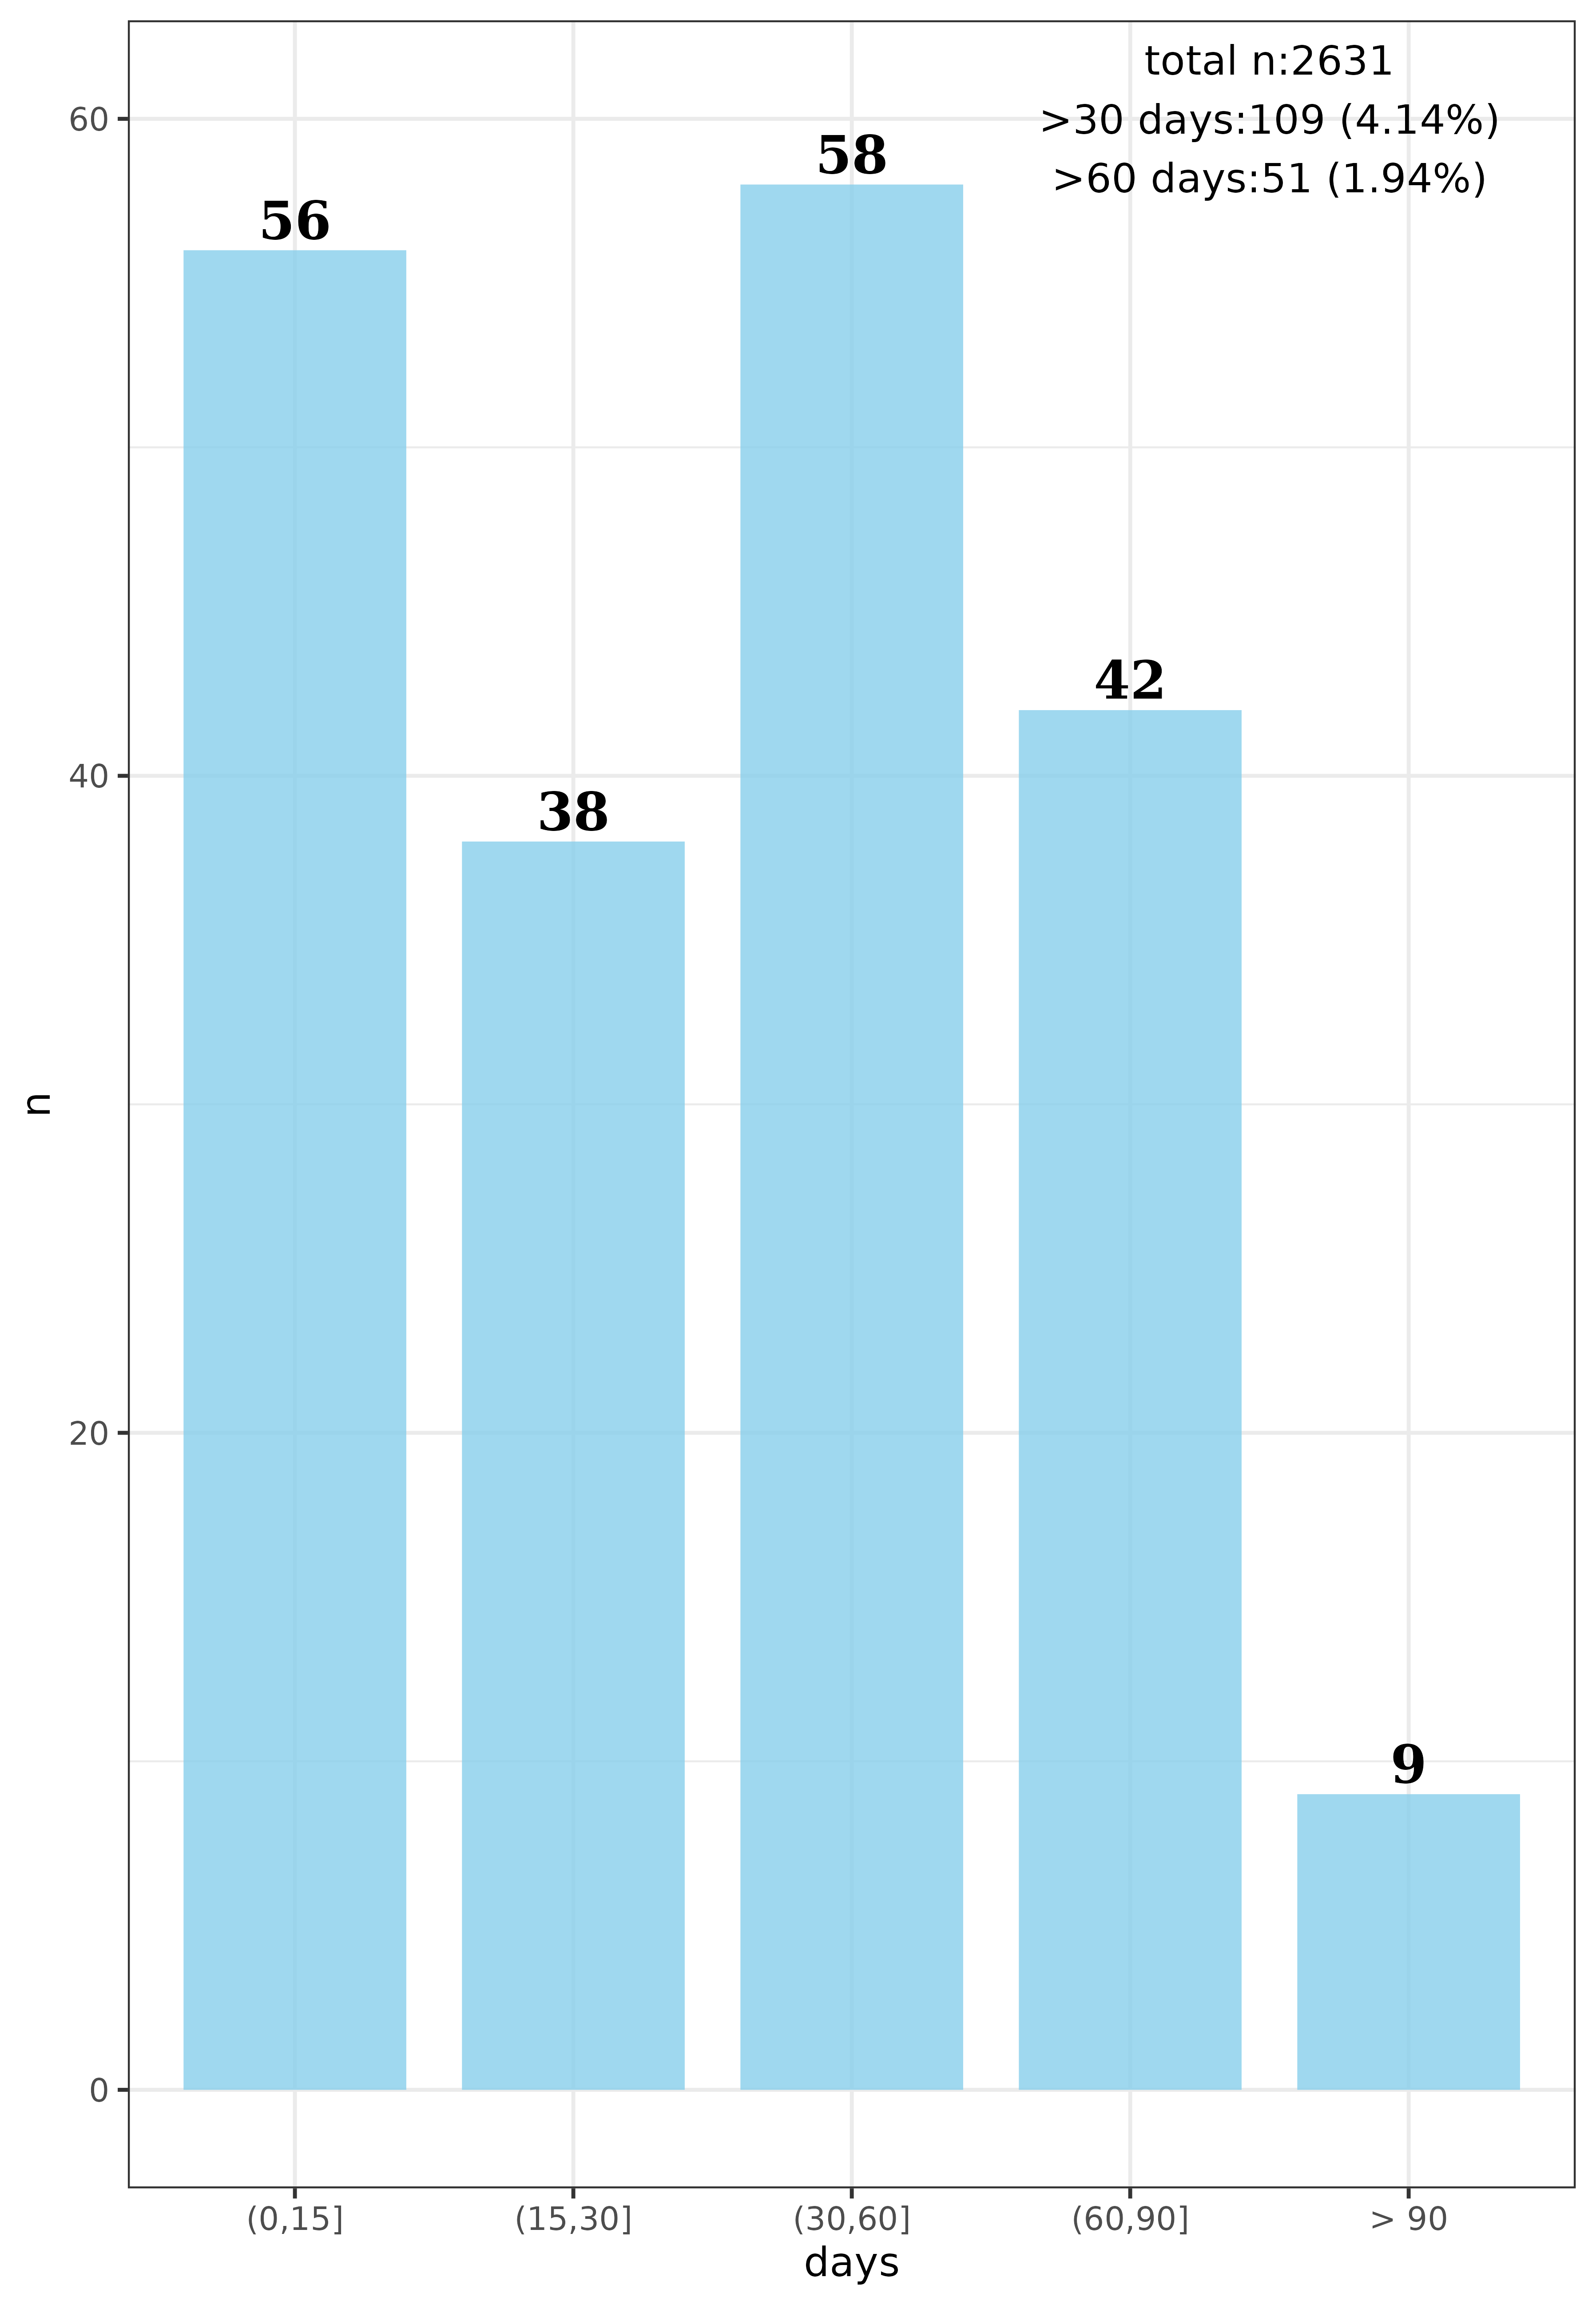 total n:2631
>30 days:109 (4.14%)
>60 days:51 (1.94%)
60
58
56
42
40
38
n
20
9
0
(0,15] (15,30] (30,60] (60,90] > 90
days